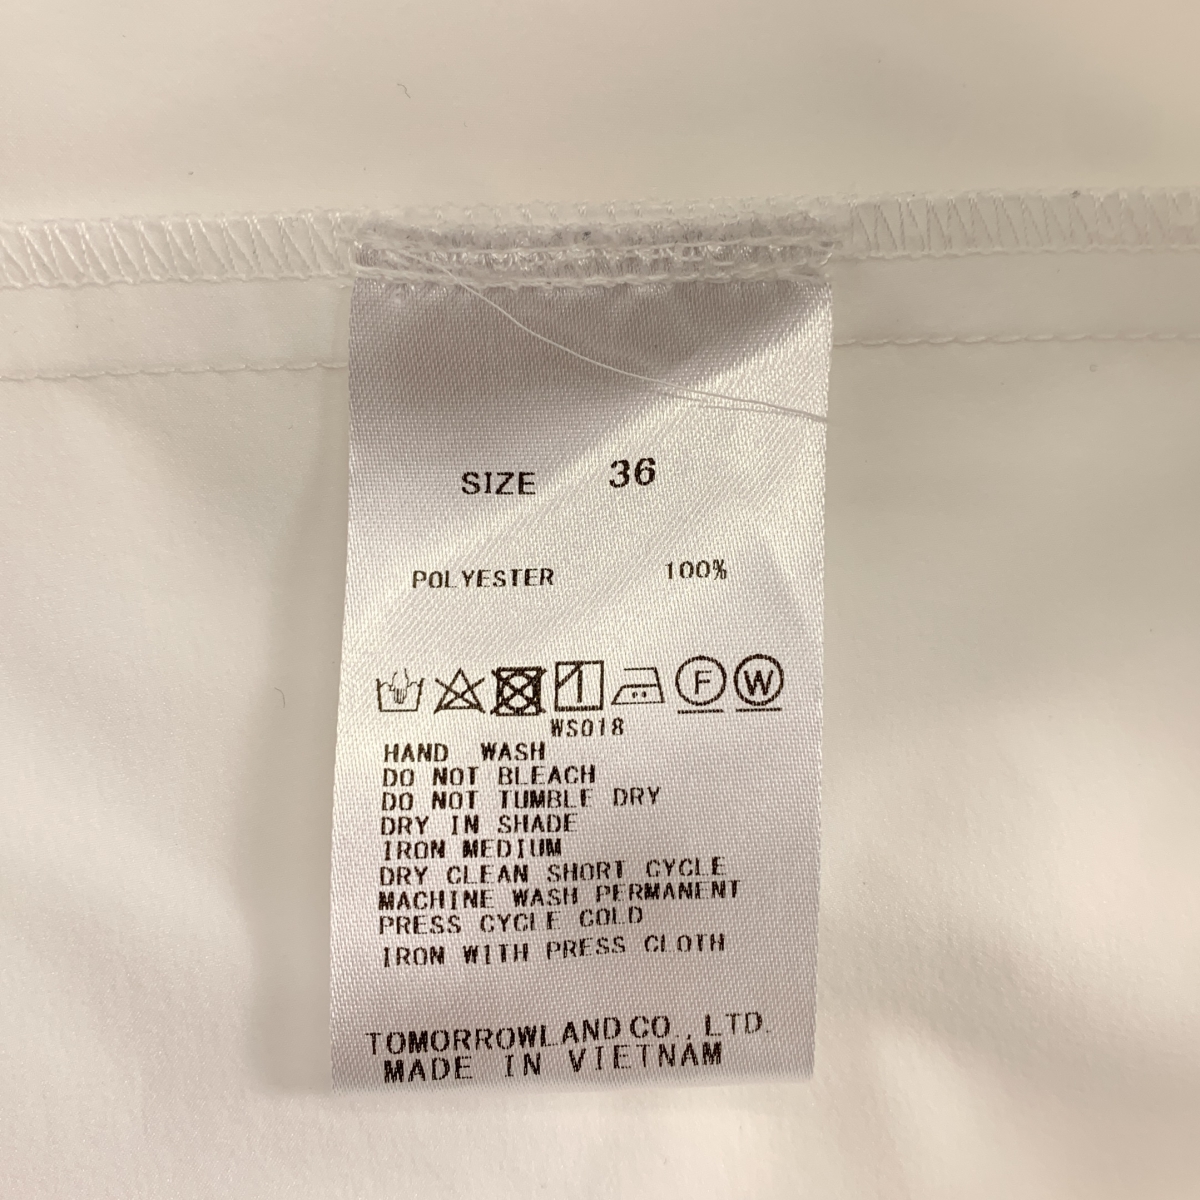 SIZE 36
POLYESTER 100%
F W
WS018
HAND WASH
DO NOT BLEACH
DO NOT TUMBLE DRY
DRY IN SHADE
IRON MEDIUM
DRY CLEAN SHORT CYCLE
MACHINE WASH PERMANENT
PRESS CYCLE COLD
IRON WITH PRESS CLOTH
TOMORROWLAND CO., LTD.
MADE IN VIETNAM